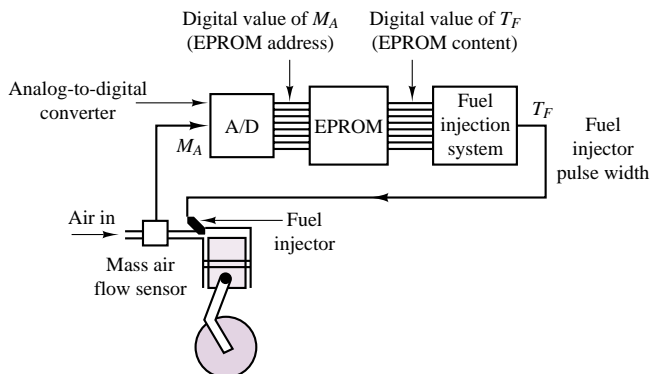 Digital value of M_A
(EPROM address)
Digital value of T_F
(EPROM content)
Analog-to-digital
converter
A/D
EPROM
Fuel
injection
system
M_A
T_F
Fuel
injector
pulse width
Air in
Fuel
injector
Mass air
flow sensor